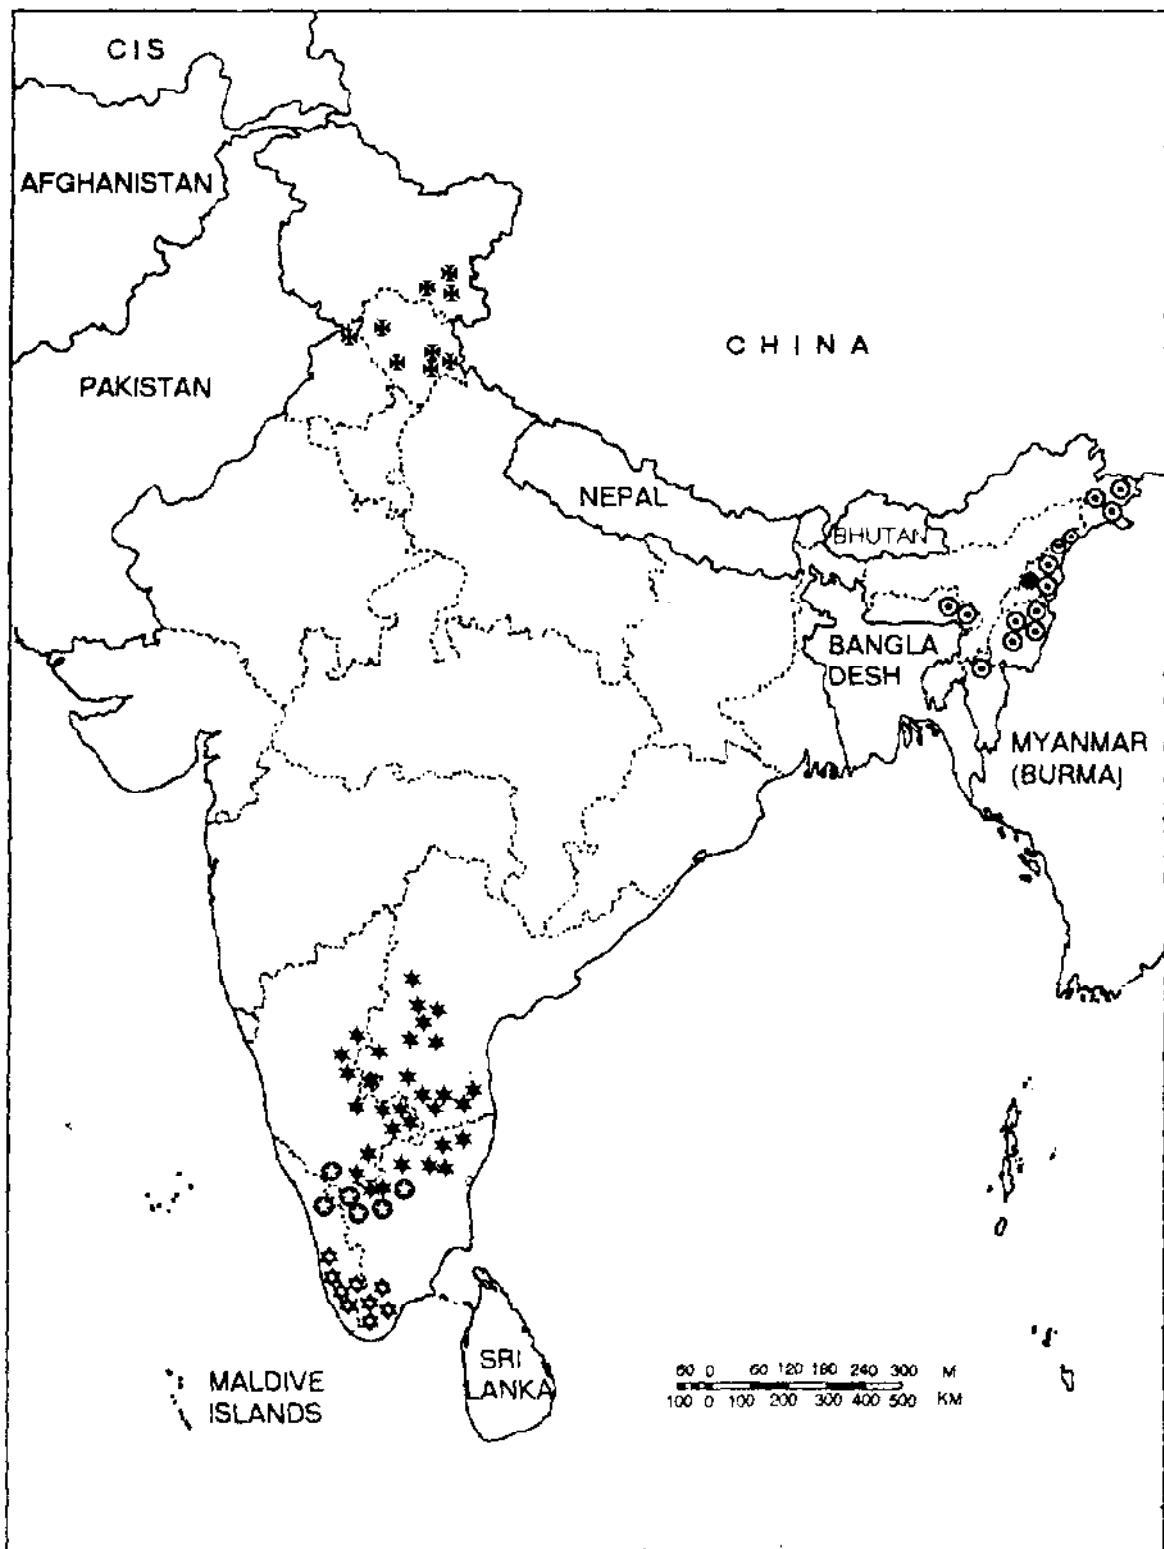 CIS
AFGHANISTAN
CHINA
PAKISTAN
NEPAL
BHUTAN
BANGLA
DESH
MYANMAR
(BURMA)
SRI
LANKA
MALDIVE
ISLANDS
60 0 60 120 180 240 300 M
100 0 100 200 300 400 500 KM